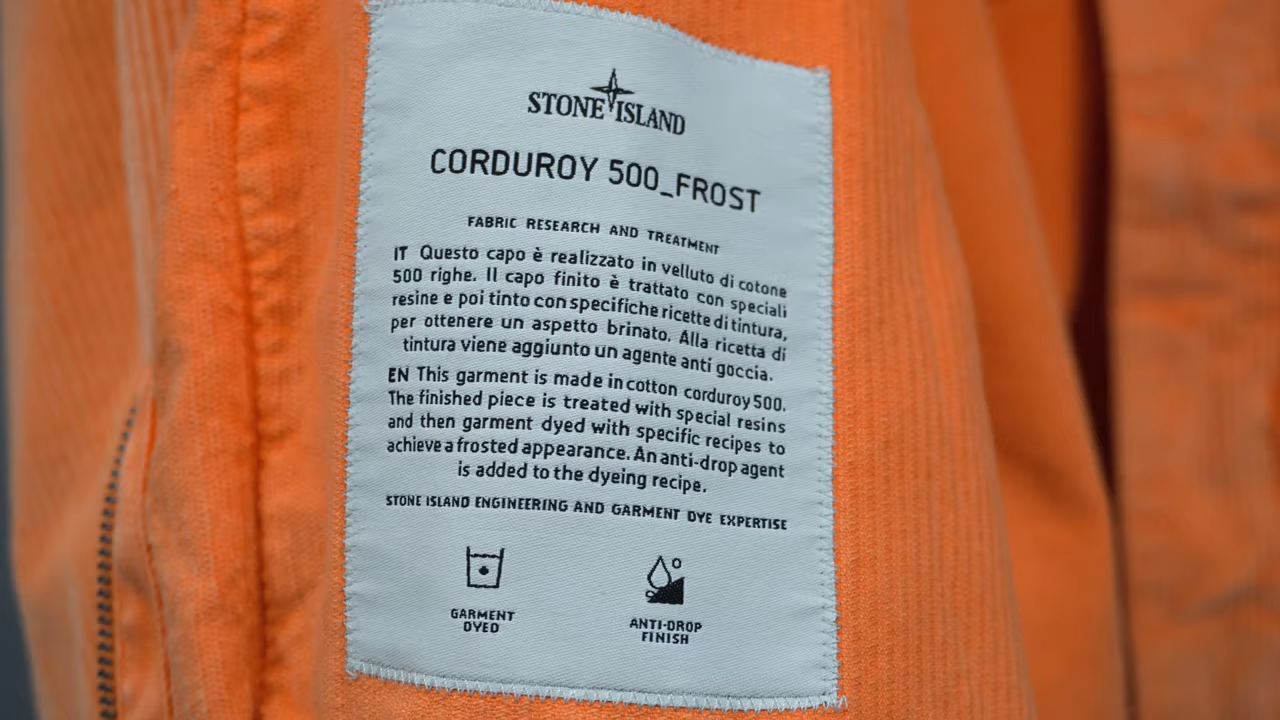 STONE ISLAND
CORDUROY 500_FROST
FABRIC RESEARCH AND TREATMENT
IT Questo capo è realizzato in velluto di cotone
500 righe. Il capo finito è trattato con speciali
resine e poi tinto con specifiche ricette di tintura,
per ottenere un aspetto brinato. Alla ricetta di
tintura viene aggiunto un agente anti goccia.
EN This garment is made in cotton corduroy 500.
The finished piece is treated with special resins
and then garment dyed with specific recipes to
achieve a frosted appearance. An anti-drop agent
is added to the dyeing recipe.
STONE ISLAND ENGINEERING AND GARMENT DYE EXPERTISE
GARMENT
DYED
ANTI-DROP
FINISH